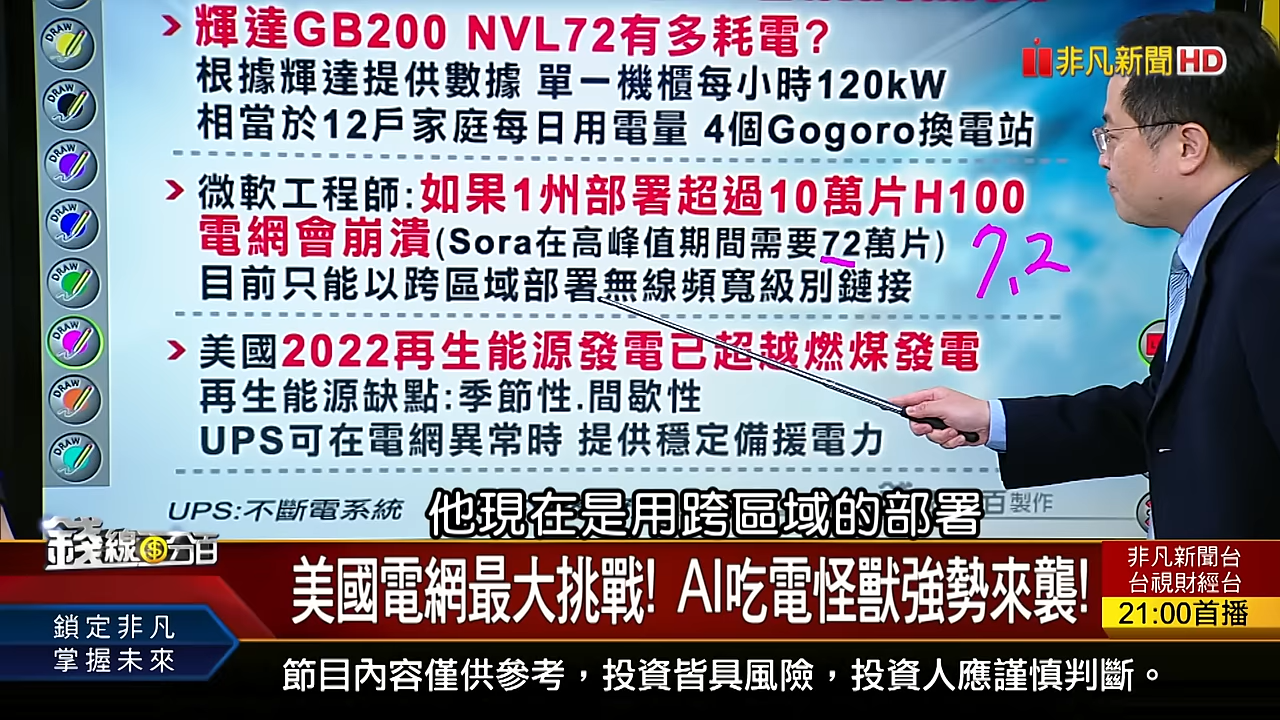 輝達GB200 NVL72有多耗電?
根據輝達提供數據 單一機櫃每小時120kW
相當於12戶家庭每日用電量 4個Gogoro換電站
微軟工程師:如果1州部署超過10萬片H100
電網會崩潰(Sora在高峰值期間需要72萬片)
7.2
目前只能以跨區域部署無線頻寬級別鏈接
美國2022再生能源發電已超越燃煤發電
再生能源缺點:季節性.間歇性
UPS可在電網異常時 提供穩定備援電力
UPS:不斷電系統
百製作
非凡新聞HD
DRAW
DRAW
DRAW
DRAW
DRAW
DRAW
DRAW
DRAW
他現在是用跨區域的部署
錢線百分百
美國電網最大挑戰! AI吃電怪獸強勢來襲!
非凡新聞台
台視財經台
21:00首播
鎖定非凡
掌握未來
節目內容僅供參考，投資皆具風險，投資人應謹慎判斷。